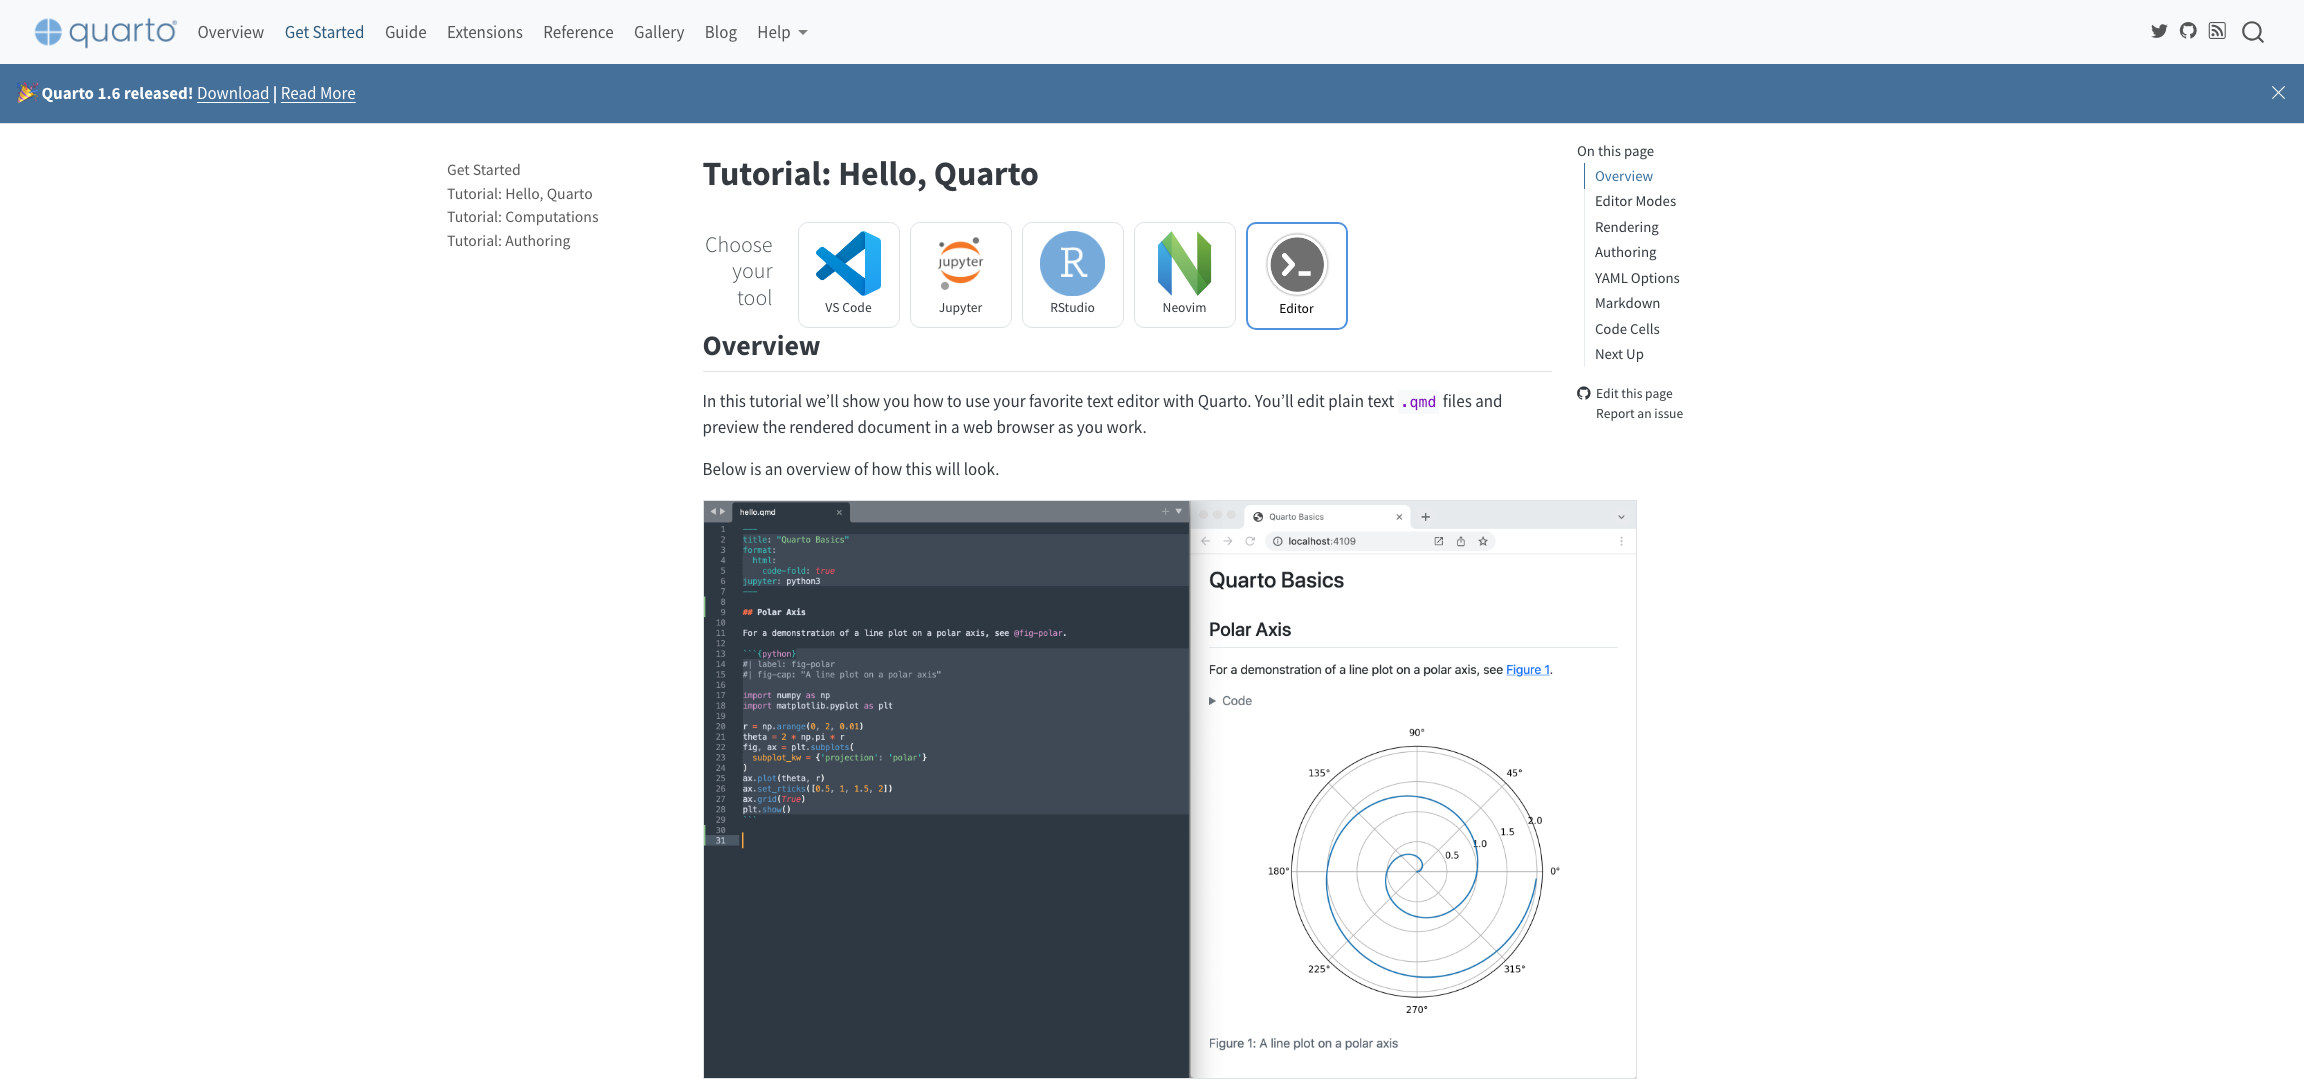 quarto Overview Get Started Guide Extensions Reference Gallery Blog Help
🎉 Quarto 1.6 released! Download | Read More
Get Started
Tutorial: Hello, Quarto
Tutorial: Computations
Tutorial: Authoring
Tutorial: Hello, Quarto
Choose
your
tool
VS Code
jupyter
Jupyter
R
RStudio
Neovim
Editor
Overview
In this tutorial we’ll show you how to use your favorite text editor with Quarto. You’ll edit plain text .qmd files and
preview the rendered document in a web browser as you work.
Below is an overview of how this will look.
hello.qmd
1 ---
2 title: "Quarto Basics"
3 format:
4 html:
5 code-fold: true
6 jupyter: python3
7 ---
8
9 ## Polar Axis
10
11 For a demonstration of a line plot on a polar axis, see @fig-polar.
12
13 ```{python}
14 #| label: fig-polar
15 #| fig-cap: "A line plot on a polar axis"
16
17 import numpy as np
18 import matplotlib.pyplot as plt
19
20 r = np.arange(0, 2, 0.01)
21 theta = 2 * np.pi * r
22 fig, ax = plt.subplots(
23 subplot_kw = {'projection': 'polar'}
24 )
25 ax.plot(theta, r)
26 ax.set_rticks([0.5, 1, 1.5, 2])
27 ax.grid(True)
28 plt.show()
29 ```
30
31
Quarto Basics
localhost:4109
Quarto Basics
Polar Axis
For a demonstration of a line plot on a polar axis, see Figure 1.
Code
90°
135°
45°
2.0
1.5
1.0
0.5
180°
0°
225°
315°
270°
Figure 1: A line plot on a polar axis
On this page
Overview
Editor Modes
Rendering
Authoring
YAML Options
Markdown
Code Cells
Next Up
Edit this page
Report an issue